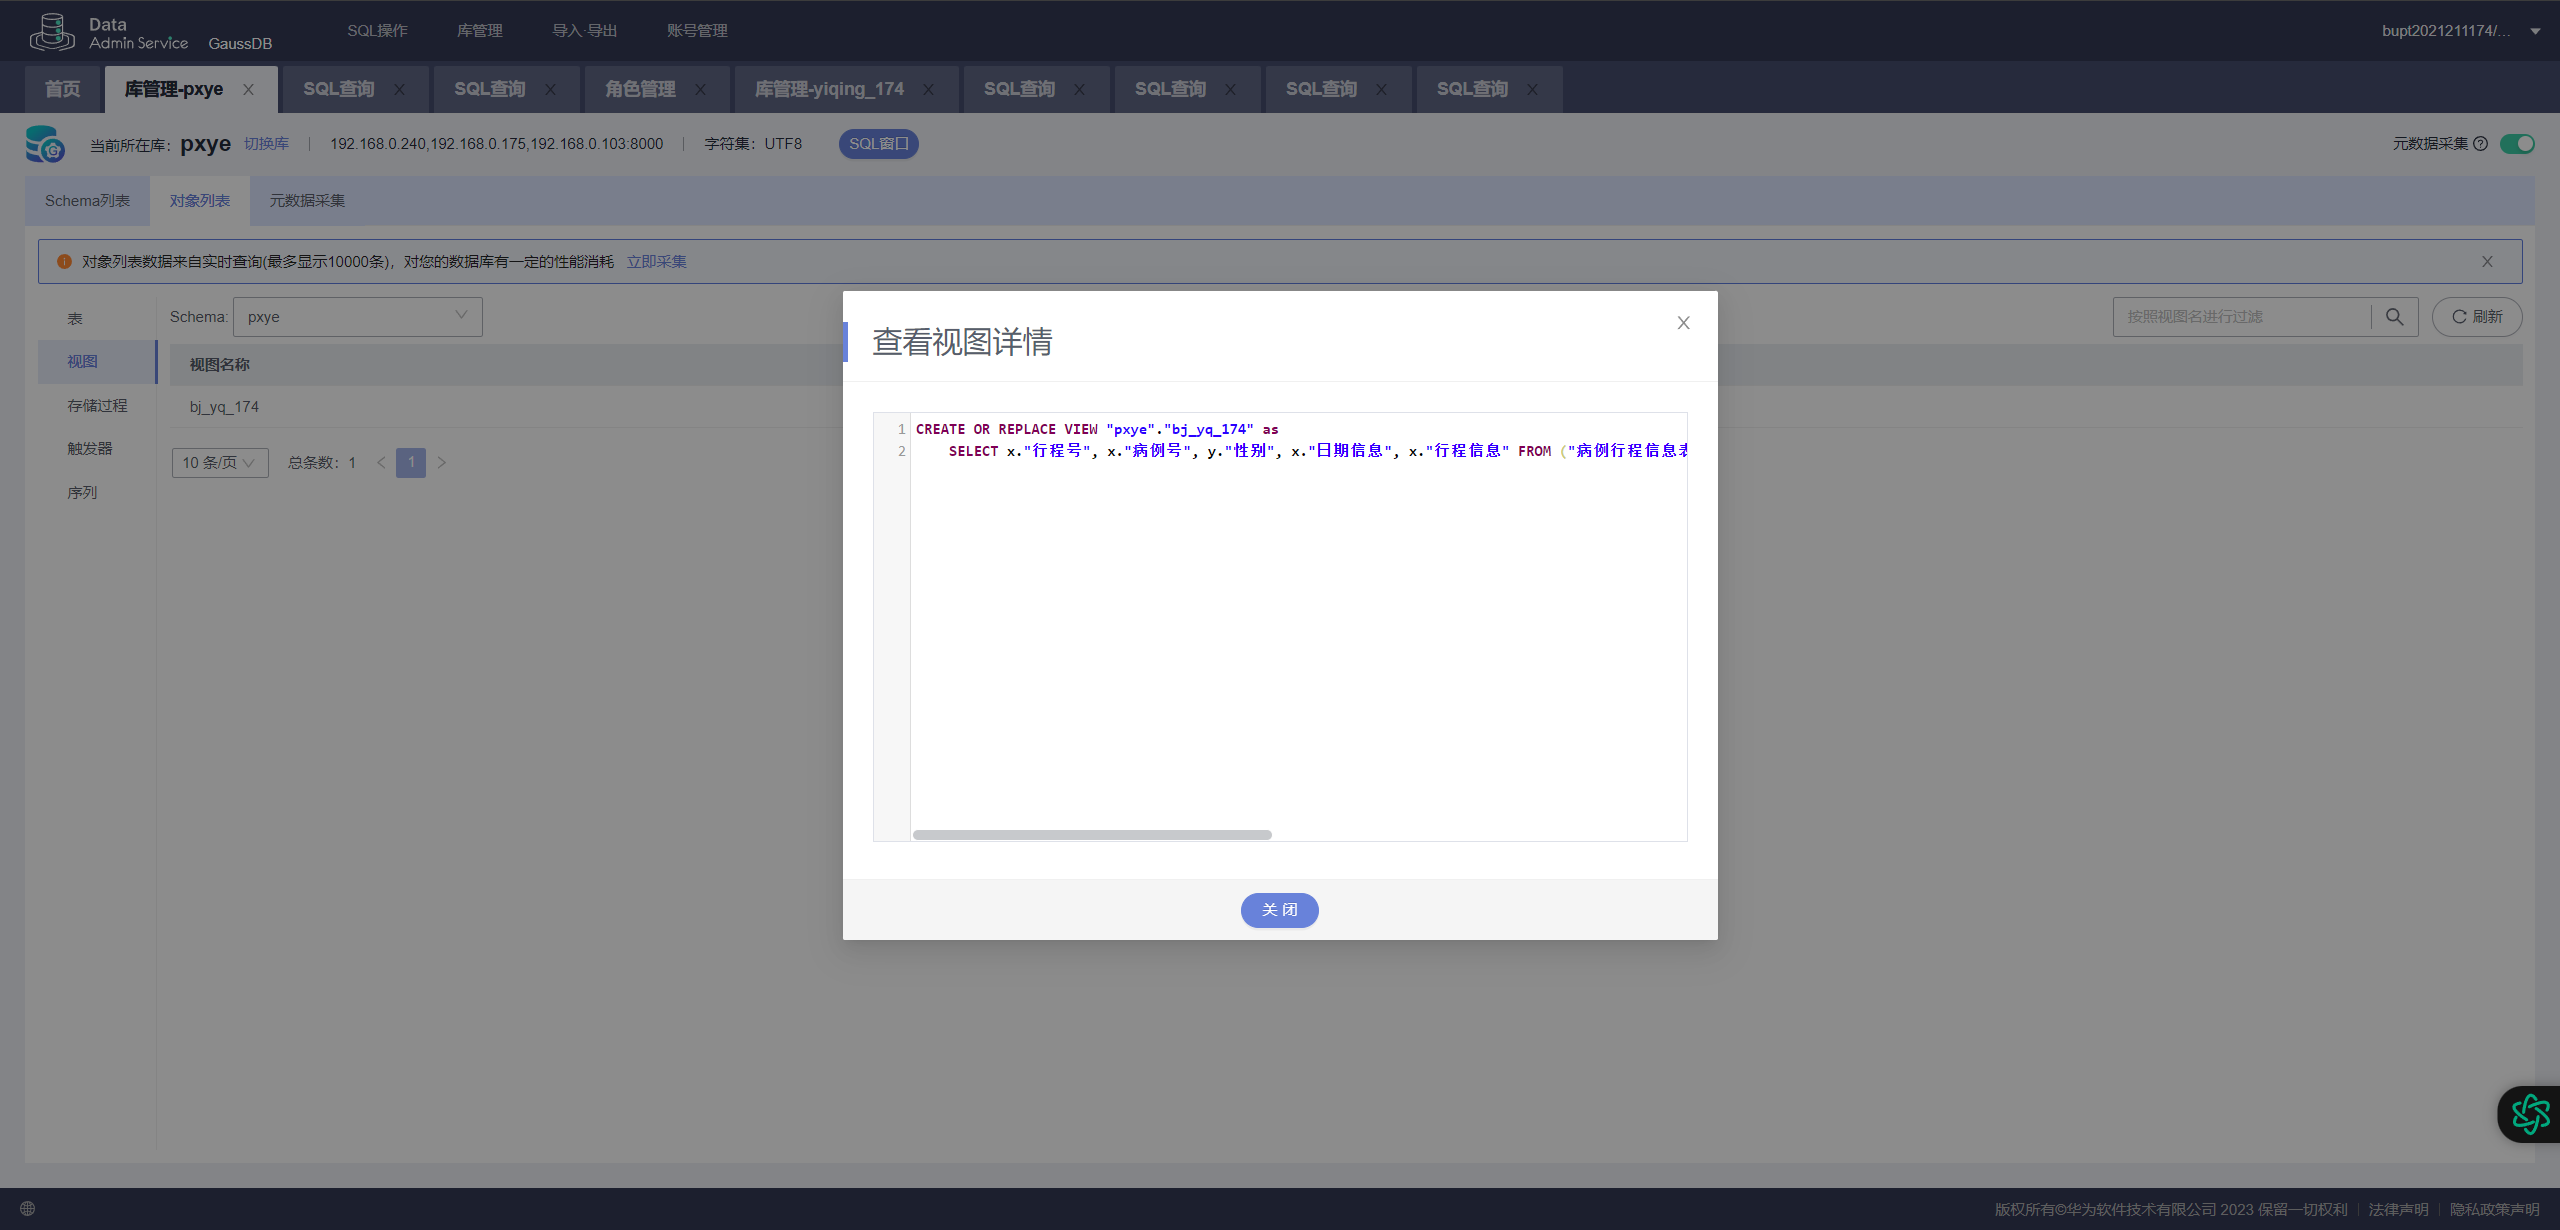 Data
Admin Service
GaussDB
SQL操作
库管理
导入·导出
账号管理
bupt2021211174/...
首页
库管理-pxye
SQL查询
SQL查询
角色管理
库管理-yiqing_174
SQL查询
SQL查询
SQL查询
SQL查询
当前所在库: pxye 切换库 | 192.168.0.240,192.168.0.175,192.168.0.103:8000 | 字符集: UTF8 SQL窗口
元数据采集
Schema列表
对象列表
元数据采集
对象列表数据来自实时查询(最多显示10000条)，对您的数据库有一定的性能消耗 立即采集
表
视图
存储过程
触发器
序列
Schema: pxye
按照视图名进行过滤
刷新
视图名称
bj_yq_174
10 条/页 总条数: 1 < 1 >
查看视图详情
1 CREATE OR REPLACE VIEW "pxye"."bj_yq_174" as
2 SELECT x."行程号", x."病例号", y."性别", x."日期信息", x."行程信息" FROM ("病例行程信息表
关 闭
版权所有©华为软件技术有限公司 2023 保留一切权利 | 法律声明 | 隐私政策声明